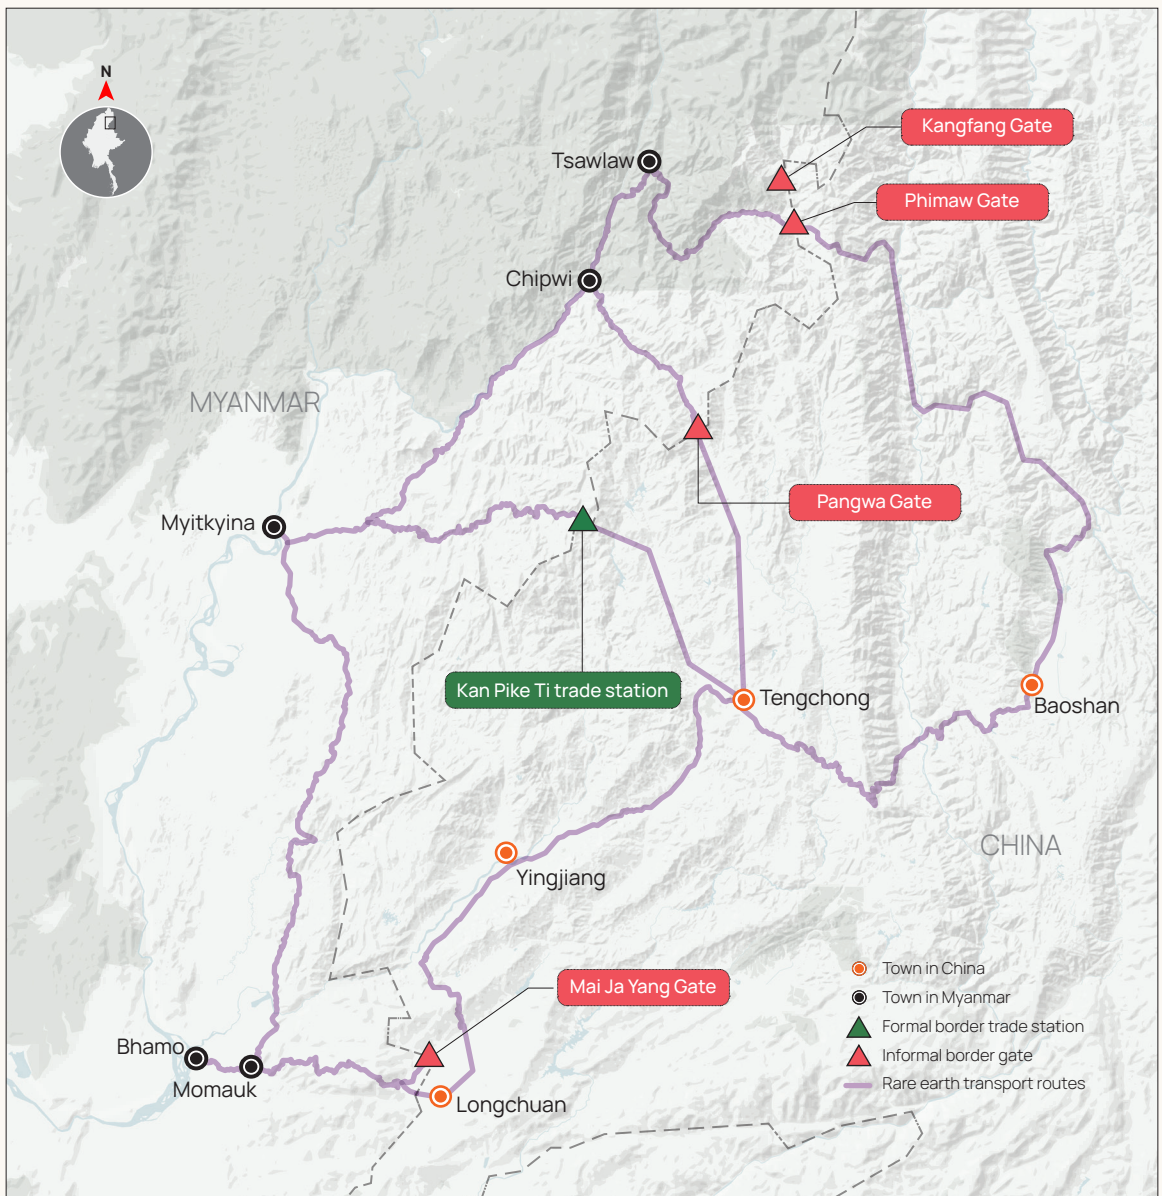 N
Kangfang Gate
Tsawlaw
Phimaw Gate
Chipwi
MYANMAR
Pangwa Gate
Myitkyina
Kan Pike Ti trade station
Tengchong
Baoshan
CHINA
Yingjiang
Mai Ja Yang Gate
Bhamo
Momauk
Longchuan
Town in China
Town in Myanmar
Formal border trade station
Informal border gate
Rare earth transport routes